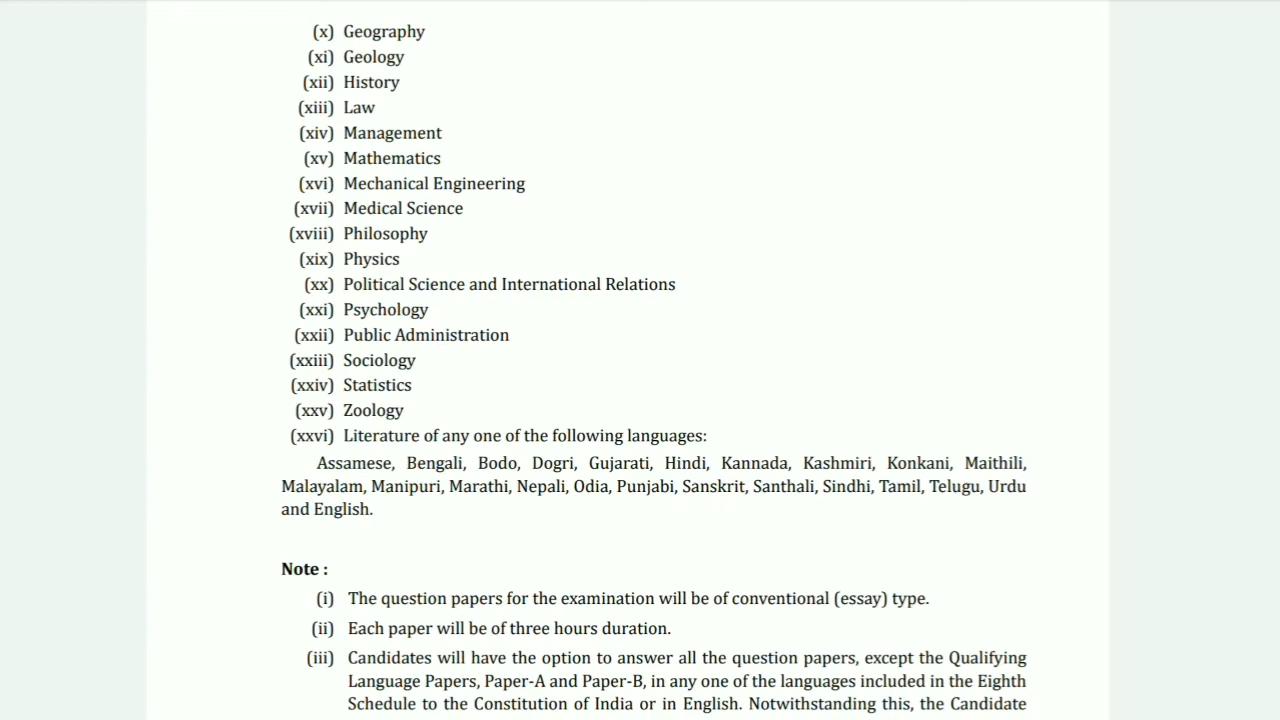 (x) Geography
(xi) Geology
(xii) History
(xiii) Law
(xiv) Management
(xv) Mathematics
(xvi) Mechanical Engineering
(xvii) Medical Science
(xviii) Philosophy
(xix) Physics
(xx) Political Science and International Relations
(xxi) Psychology
(xxii) Public Administration
(xxiii) Sociology
(xxiv) Statistics
(xxv) Zoology
(xxvi) Literature of any one of the following languages:
Assamese, Bengali, Bodo, Dogri, Gujarati, Hindi, Kannada, Kashmiri, Konkani, Maithili,
Malayalam, Manipuri, Marathi, Nepali, Odia, Punjabi, Sanskrit, Santhali, Sindhi, Tamil, Telugu, Urdu
and English.
Note :
(i) The question papers for the examination will be of conventional (essay) type.
(ii) Each paper will be of three hours duration.
(iii) Candidates will have the option to answer all the question papers, except the Qualifying
Language Papers, Paper-A and Paper-B, in any one of the languages included in the Eighth
Schedule to the Constitution of India or in English. Notwithstanding this, the Candidate